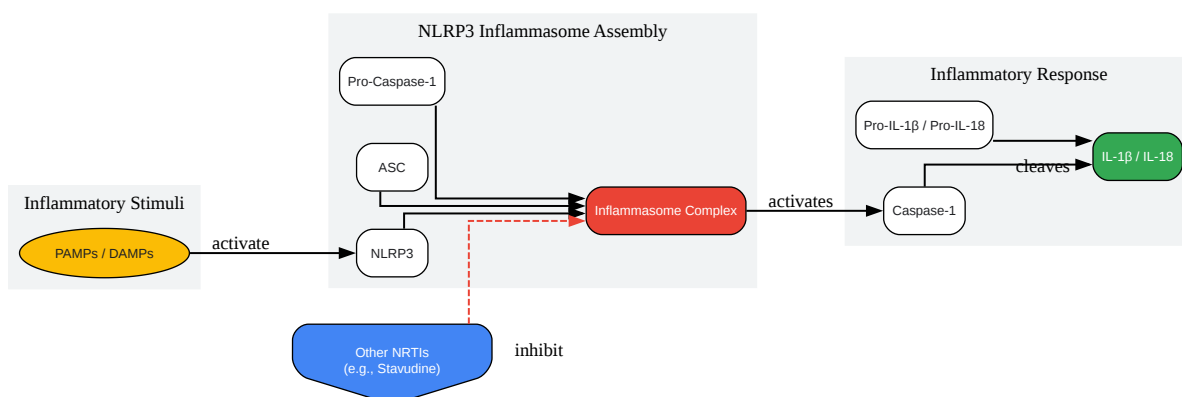 NLRP3 Inflammasome Assembly
Pro-Caspase-1
ASC
NLRP3
Inflammasome Complex
Inflammatory Stimuli
PAMPs / DAMPs
activate
activates
Inflammatory Response
Pro-IL-1β / Pro-IL-18
IL-1β / IL-18
cleaves
Caspase-1
Other NRTIs
(e.g., Stavudine)
inhibit